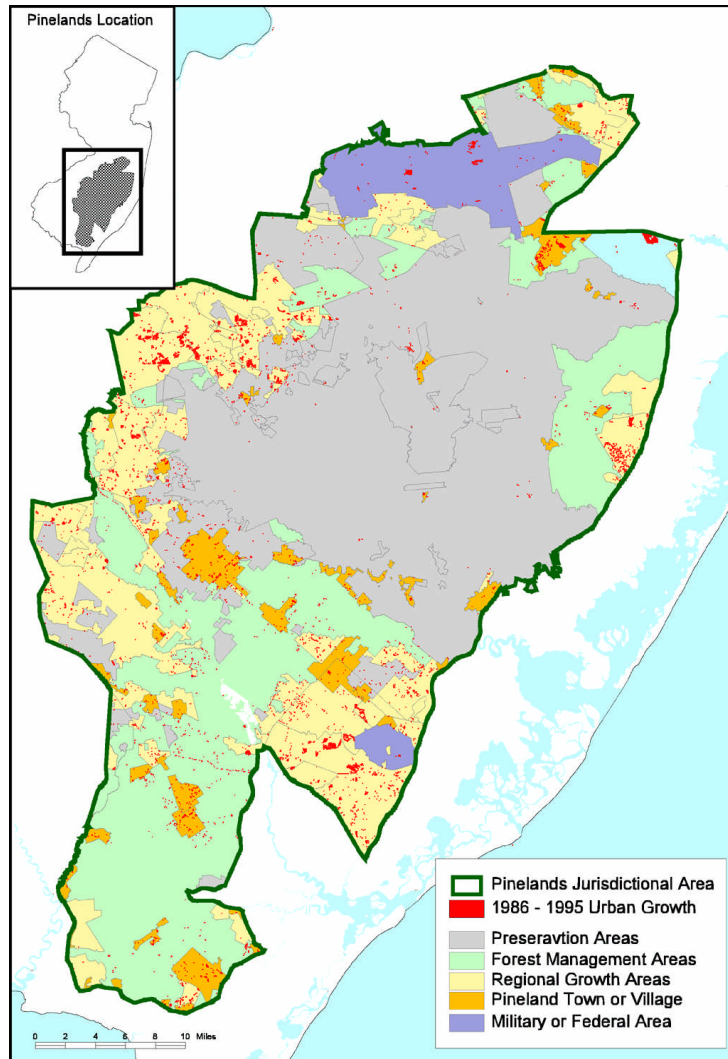 Pinelands Location
Pinelands Jurisdictional Area
1986 - 1995 Urban Growth
Preseravtion Areas
Forest Management Areas
Regional Growth Areas
Pineland Town or Village
Military or Federal Area
0 2 4 6 8 10 Miles